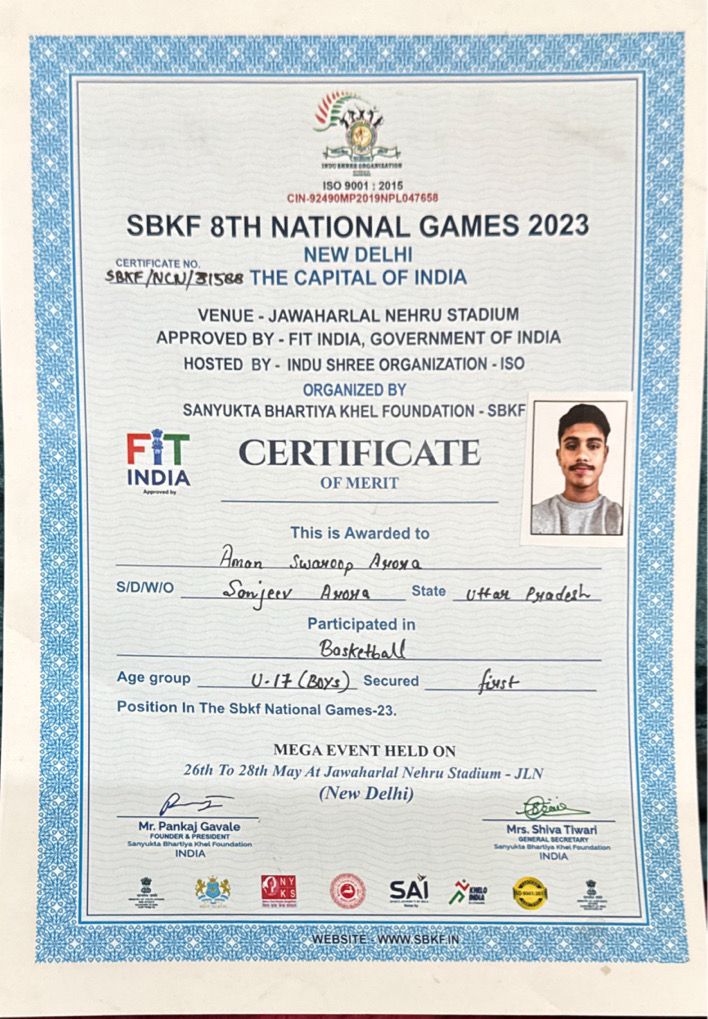 INDU SHREE ORGANIZATION
ISO 9001 : 2015
CIN-92490MP2019NPL047658
SBKF 8TH NATIONAL GAMES 2023
NEW DELHI
CERTIFICATE NO.
SBKF/NCN/31588 THE CAPITAL OF INDIA
VENUE - JAWAHARLAL NEHRU STADIUM
APPROVED BY - FIT INDIA, GOVERNMENT OF INDIA
HOSTED BY - INDU SHREE ORGANIZATION - ISO
ORGANIZED BY
SANYUKTA BHARTIYA KHEL FOUNDATION - SBKF
FIT
INDIA
Approved by
CERTIFICATE
OF MERIT
This is Awarded to
Aman Swaroop Arora
S/D/W/O Sanjeev Arora State Uttar Pradesh
Participated in
Basketball
Age group U-17 (Boys) Secured first
Position In The Sbkf National Games-23.
MEGA EVENT HELD ON
26th To 28th May At Jawaharlal Nehru Stadium - JLN
(New Delhi)
Mr. Pankaj Gavale
FOUNDER & PRESIDENT
Sanyukta Bhartiya Khel Foundation
INDIA
Mrs. Shiva Tiwari
GENERAL SECRETARY
Sanyukta Bhartiya Khel Foundation
INDIA
NY
KS
SAI
KHELO
INDIA
WEBSITE - WWW.SBKF.IN